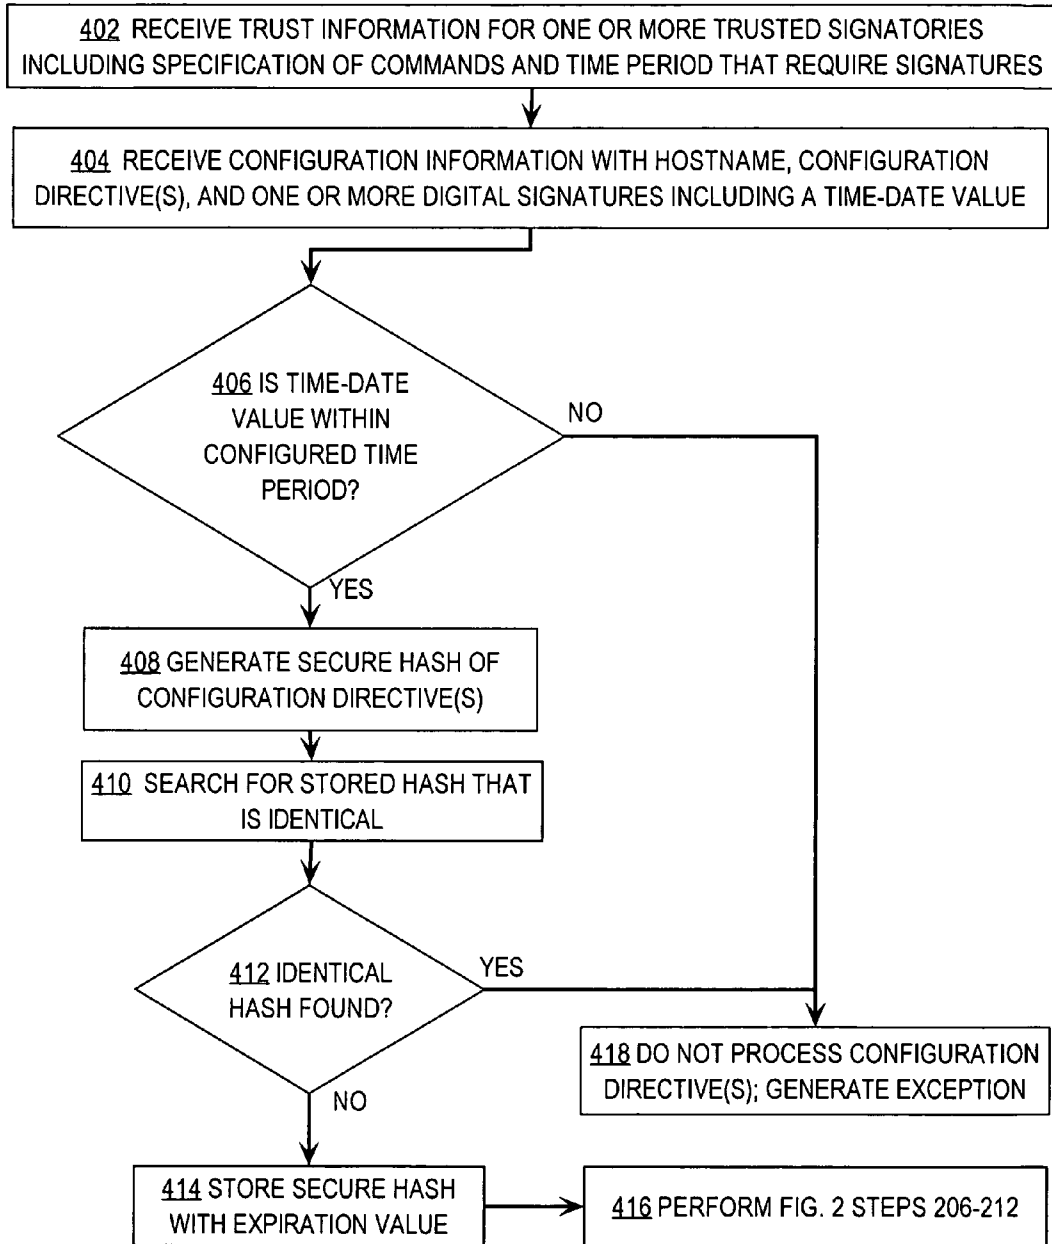 402 RECEIVE TRUST INFORMATION FOR ONE OR MORE TRUSTED SIGNATORIES
INCLUDING SPECIFICATION OF COMMANDS AND TIME PERIOD THAT REQUIRE SIGNATURES
404 RECEIVE CONFIGURATION INFORMATION WITH HOSTNAME, CONFIGURATION
DIRECTIVE(S), AND ONE OR MORE DIGITAL SIGNATURES INCLUDING A TIME-DATE VALUE
406 IS TIME-DATE
VALUE WITHIN
CONFIGURED TIME
PERIOD?
NO
YES
408 GENERATE SECURE HASH OF
CONFIGURATION DIRECTIVE(S)
410 SEARCH FOR STORED HASH THAT
IS IDENTICAL
412 IDENTICAL
HASH FOUND?
YES
NO
418 DO NOT PROCESS CONFIGURATION
DIRECTIVE(S); GENERATE EXCEPTION
414 STORE SECURE HASH
WITH EXPIRATION VALUE
416 PERFORM FIG. 2 STEPS 206-212